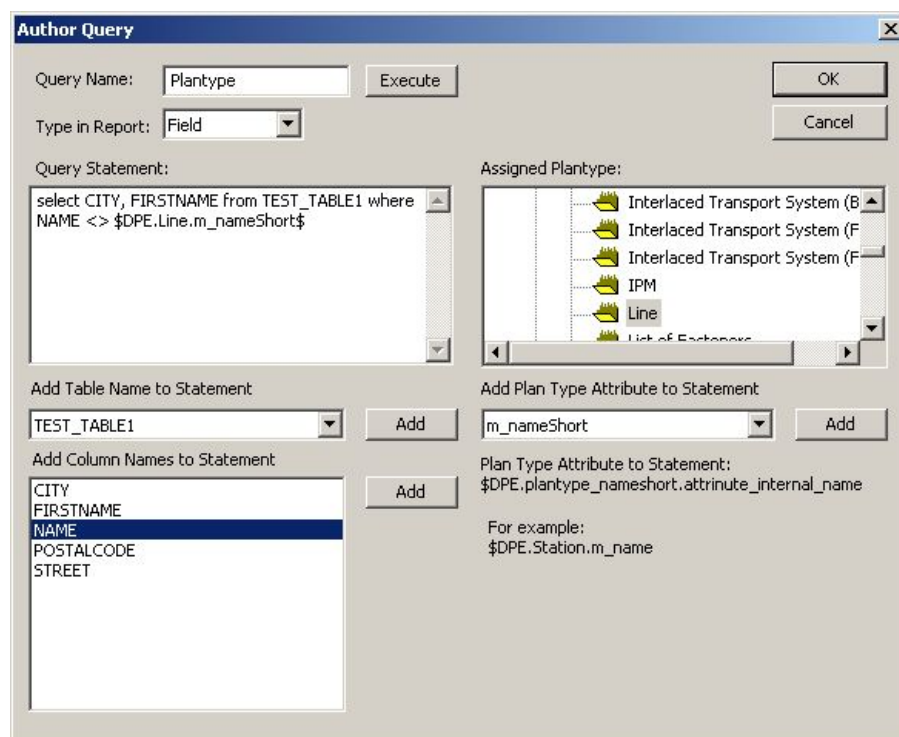 Author Query
Query Name: Plantype Execute OK
Type in Report: Field Cancel
Query Statement:
select CITY, FIRSTNAME from TEST_TABLE1 where
NAME <> $DPE.Line.m_nameShort$
Assigned Plantype:
Interlaced Transport System (B
Interlaced Transport System (F
Interlaced Transport System (F
IPM
Line
List of Fasteners
Add Table Name to Statement
TEST_TABLE1 Add
Add Plan Type Attribute to Statement
m_nameShort Add
Add Column Names to Statement
CITY
FIRSTNAME
NAME
POSTALCODE
STREET
Add
Plan Type Attribute to Statement:
$DPE.plantype_nameshort.attrinute_internal_name
For example:
$DPE.Station.m_name